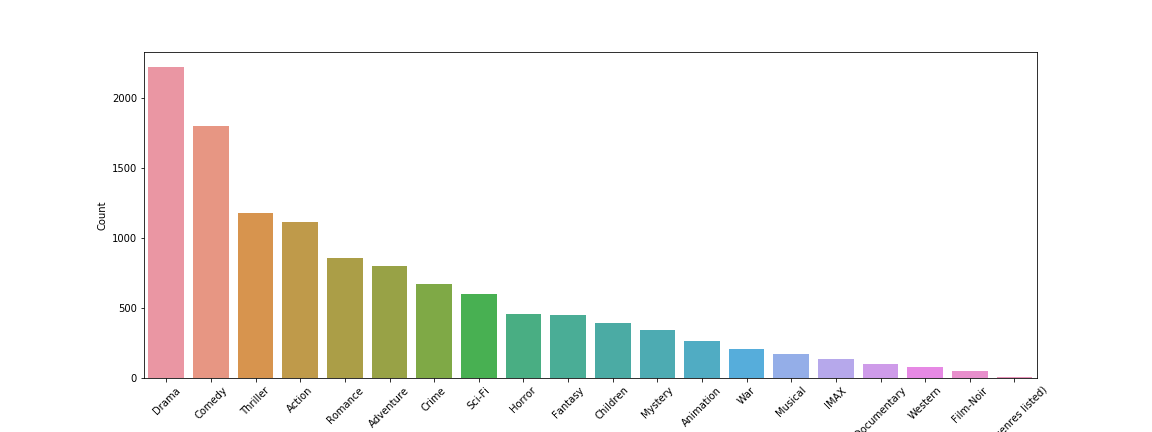 2000
1500
1000
500
0
Count
Drama
Comedy
Thriller
Action
Romance
Adventure
Crime
Sci-Fi
Horror
Fantasy
Children
Mystery
Animation
War
Musical
IMAX
Documentary
Western
Film-Noir
enres listed)